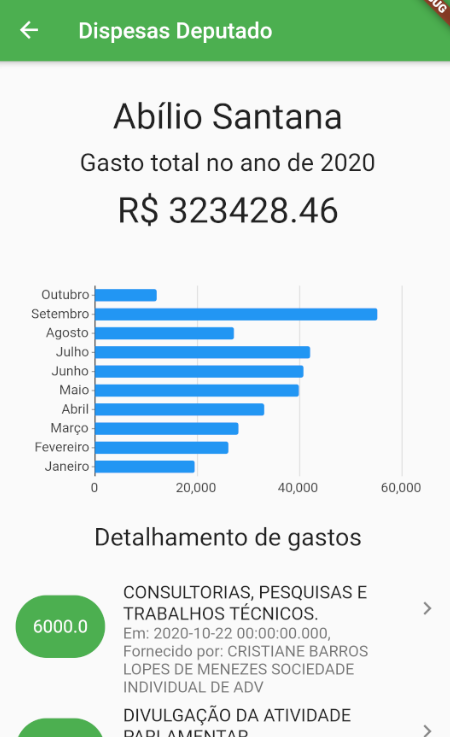 Dispesas Deputado
Abílio Santana
Gasto total no ano de 2020
R$ 323428.46
Outubro
Setembro
Agosto
Julho
Junho
Maio
Abril
Março
Fevereiro
Janeiro
0 20,000 40,000 60,000
Detalhamento de gastos
6000.0
CONSULTORIAS, PESQUISAS E
TRABALHOS TÉCNICOS.
Em: 2020-10-22 00:00:00.000,
Fornecido por: CRISTIANE BARROS
LOPES DE MENEZES SOCIEDADE
INDIVIDUAL DE ADV
DIVULGAÇÃO DA ATIVIDADE
PARLAMENTAR